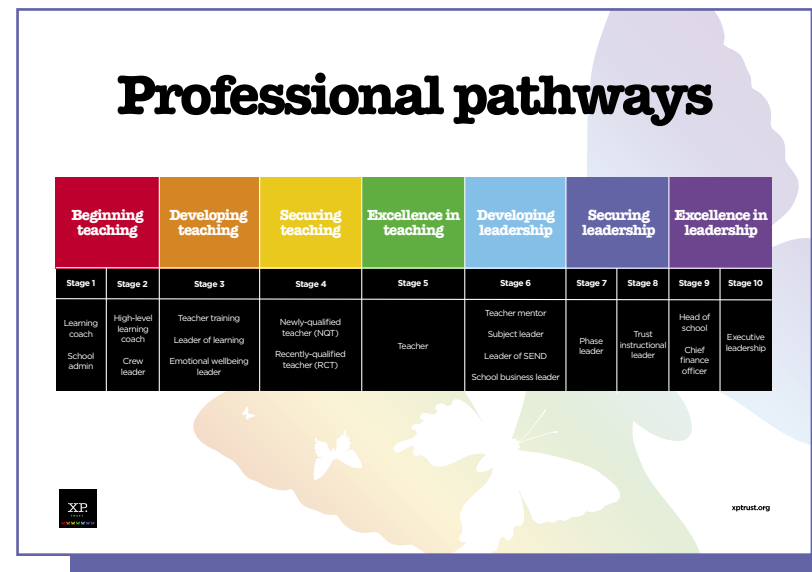 Professional pathways
Beginning
teaching
Developing
teaching
Securing
teaching
Excellence in
teaching
Developing
leadership
Securing
leadership
Excellence in
leadership
Stage 1
Stage 2
Stage 3
Stage 4
Stage 5
Stage 6
Stage 7
Stage 8
Stage 9
Stage 10
Learning
coach
School
admin
High-level
learning
coach
Crew
leader
Teacher training
Leader of learning
Emotional wellbeing
leader
Newly-qualified
teacher (NQT)
Recently-qualified
teacher (RCT)
Teacher
Teacher mentor
Subject leader
Leader of SEND
School business leader
Phase
leader
Trust
instructional
leader
Head of
school
Chief
finance
officer
Executive
leadership
XP.
xptrust.org